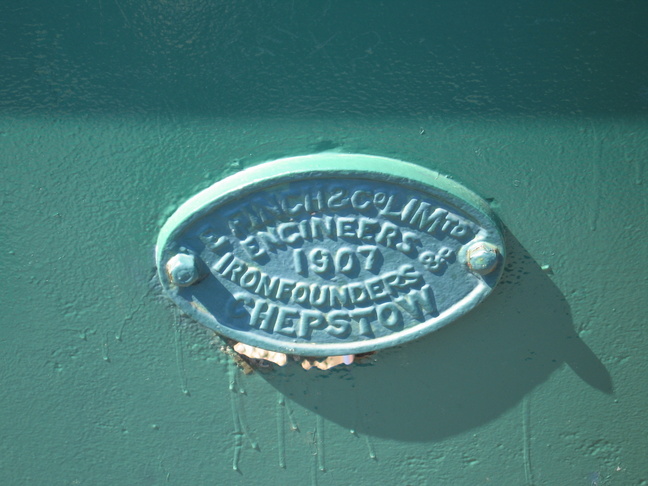 E. FINCH & Co LIMTD
ENGINEERS &
1907
IRONFOUNDERS
CHEPSTOW